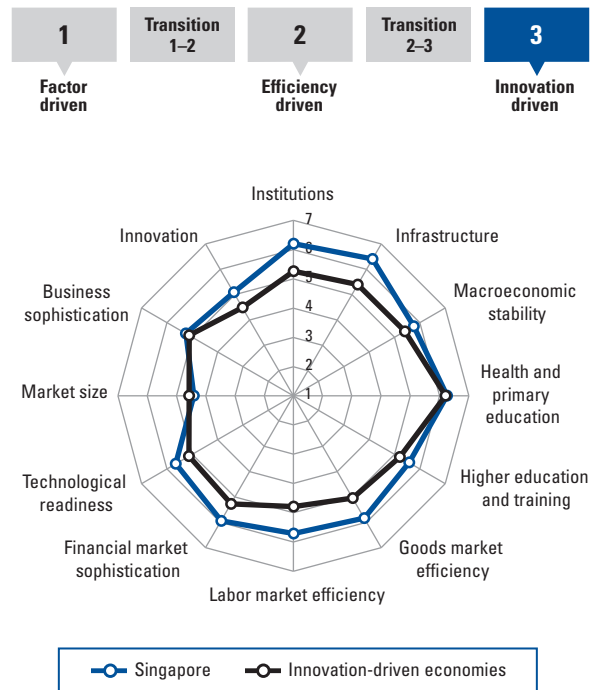 1
Transition
1–2
2
Transition
2–3
3
Factor
driven
Efficiency
driven
Innovation
driven
Institutions
7
Innovation
6
Infrastructure
5
Business
sophistication
4
Macroeconomic
stability
3
2
Market size
1
Health and
primary
education
Technological
readiness
Higher education
and training
Financial market
sophistication
Goods market
efficiency
Labor market efficiency
Singapore
Innovation-driven economies